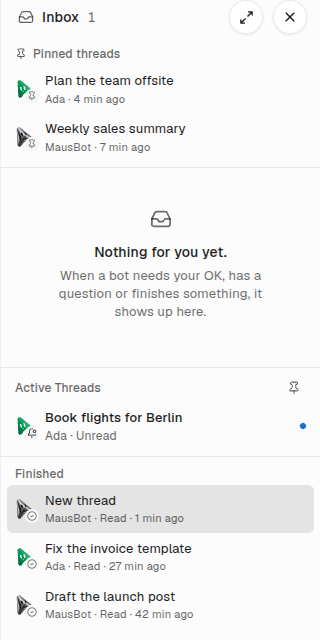 Inbox 1
Pinned threads
Plan the team offsite
Ada · 4 min ago
Weekly sales summary
MausBot · 7 min ago
Nothing for you yet.
When a bot needs your OK, has a
question or finishes something, it
shows up here.
Active Threads
Book flights for Berlin
Ada · Unread
Finished
New thread
MausBot · Read · 1 min ago
Fix the invoice template
Ada · Read · 27 min ago
Draft the launch post
MausBot · Read · 42 min ago